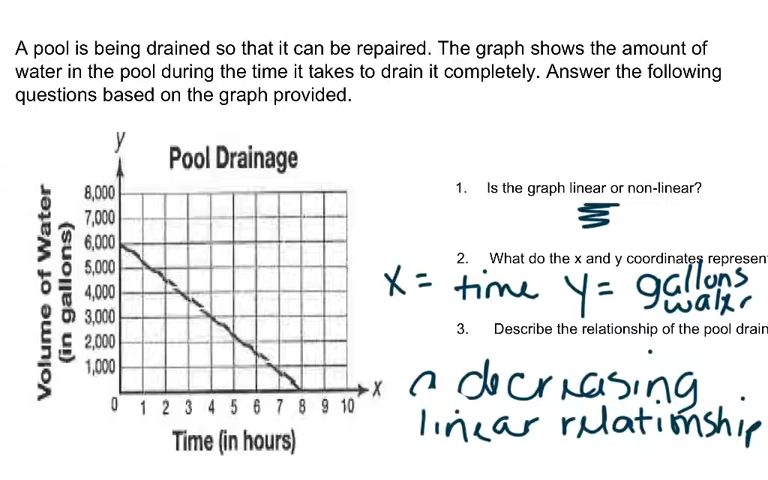 A pool is being drained so that it can be repaired. The graph shows the amount of
water in the pool during the time it takes to drain it completely. Answer the following
questions based on the graph provided.
y
Pool Drainage
Volume of Water
(in gallons)
8,000
7,000
6,000
5,000
4,000
3,000
2,000
1,000
0 1 2 3 4 5 6 7 8 9 10
x
Time (in hours)
1. Is the graph linear or non-linear?
2. What do the x and y coordinates represen
x = time y = gallons
water
3. Describe the relationship of the pool drain
a decreasing
linear relationship